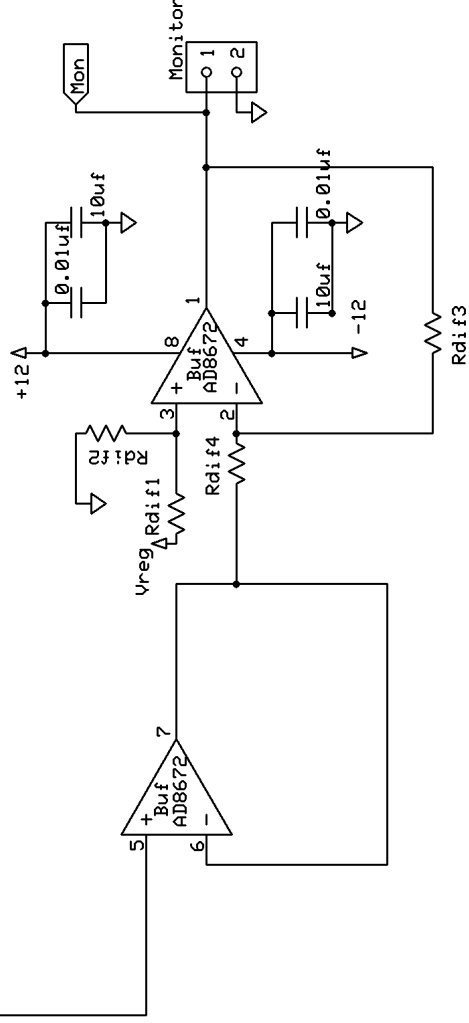 Mon
Monitor
1
2
10uf
0.01uf
+12
8
1
3
+
Buf
AD8672
-
2
4
0.01uf
10uf
-12
Rdif2
Rdif1
Vreg
Rdif4
Rdif3
7
5
+
Buf
AD8672
-
6